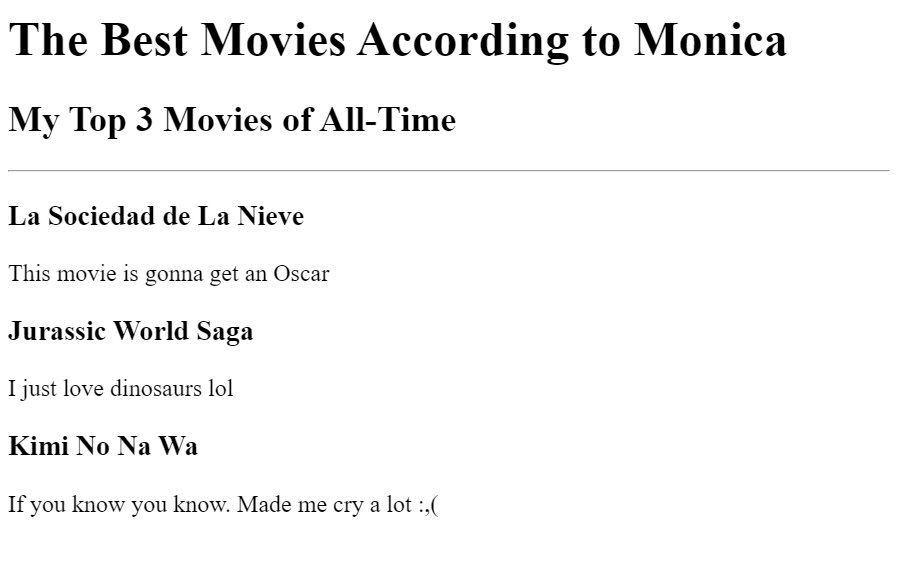 The Best Movies According to Monica
My Top 3 Movies of All-Time
La Sociedad de La Nieve
This movie is gonna get an Oscar
Jurassic World Saga
I just love dinosaurs lol
Kimi No Na Wa
If you know you know. Made me cry a lot :,(